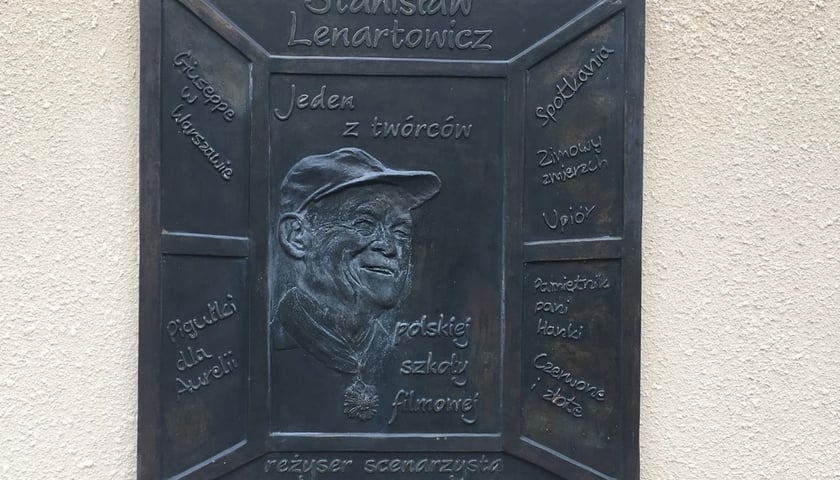 Stanisław
Lenartowicz
Giuseppe
w
Warszawie
Pigułki
dla
Aurelii
Jeden
z twórców
polskiej
szkoły
filmowej
Spotkania
Zimowy
zmierzch
Upiór
Pamiętnik
pani
Hanki
Czerwone
i złote
reżyser scenarzysta